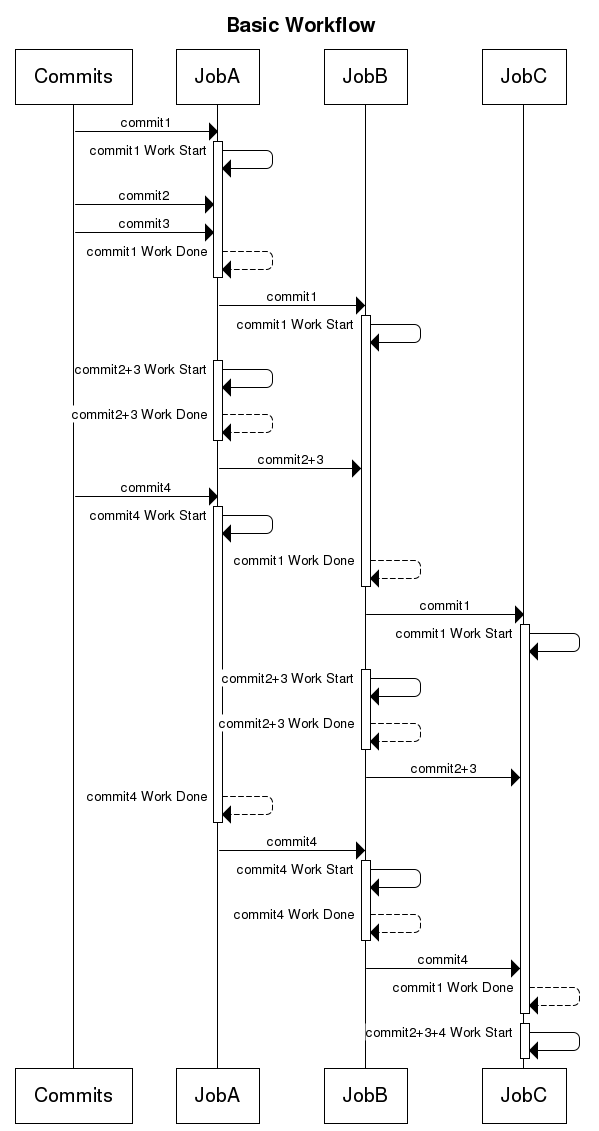 Basic Workflow
Commits
JobA
JobB
JobC
commit1
commit1 Work Start
commit2
commit3
commit1 Work Done
commit1
commit1 Work Start
commit2+3 Work Start
commit2+3 Work Done
commit2+3
commit4
commit4 Work Start
commit1 Work Done
commit1
commit1 Work Start
commit2+3 Work Start
commit2+3 Work Done
commit2+3
commit4 Work Done
commit4
commit4 Work Start
commit4 Work Done
commit4
commit1 Work Done
commit2+3+4 Work Start
Commits
JobA
JobB
JobC